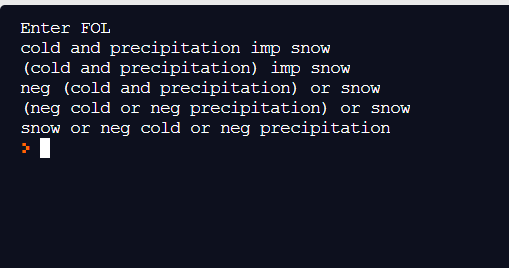 Enter FOL
cold and precipitation imp snow
(cold and precipitation) imp snow
neg (cold and precipitation) or snow
(neg cold or neg precipitation) or snow
snow or neg cold or neg precipitation
>